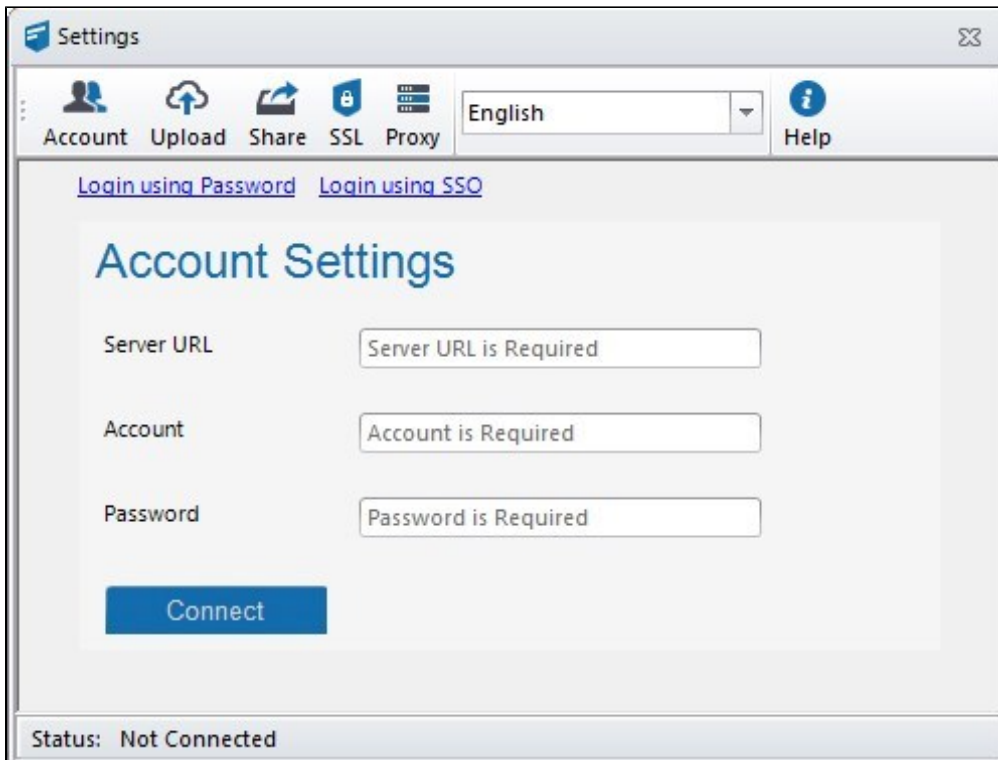 Settings
Account Upload Share SSL Proxy English Help
Login using Password Login using SSO
Account Settings
Server URL Server URL is Required
Account Account is Required
Password Password is Required
Connect
Status: Not Connected